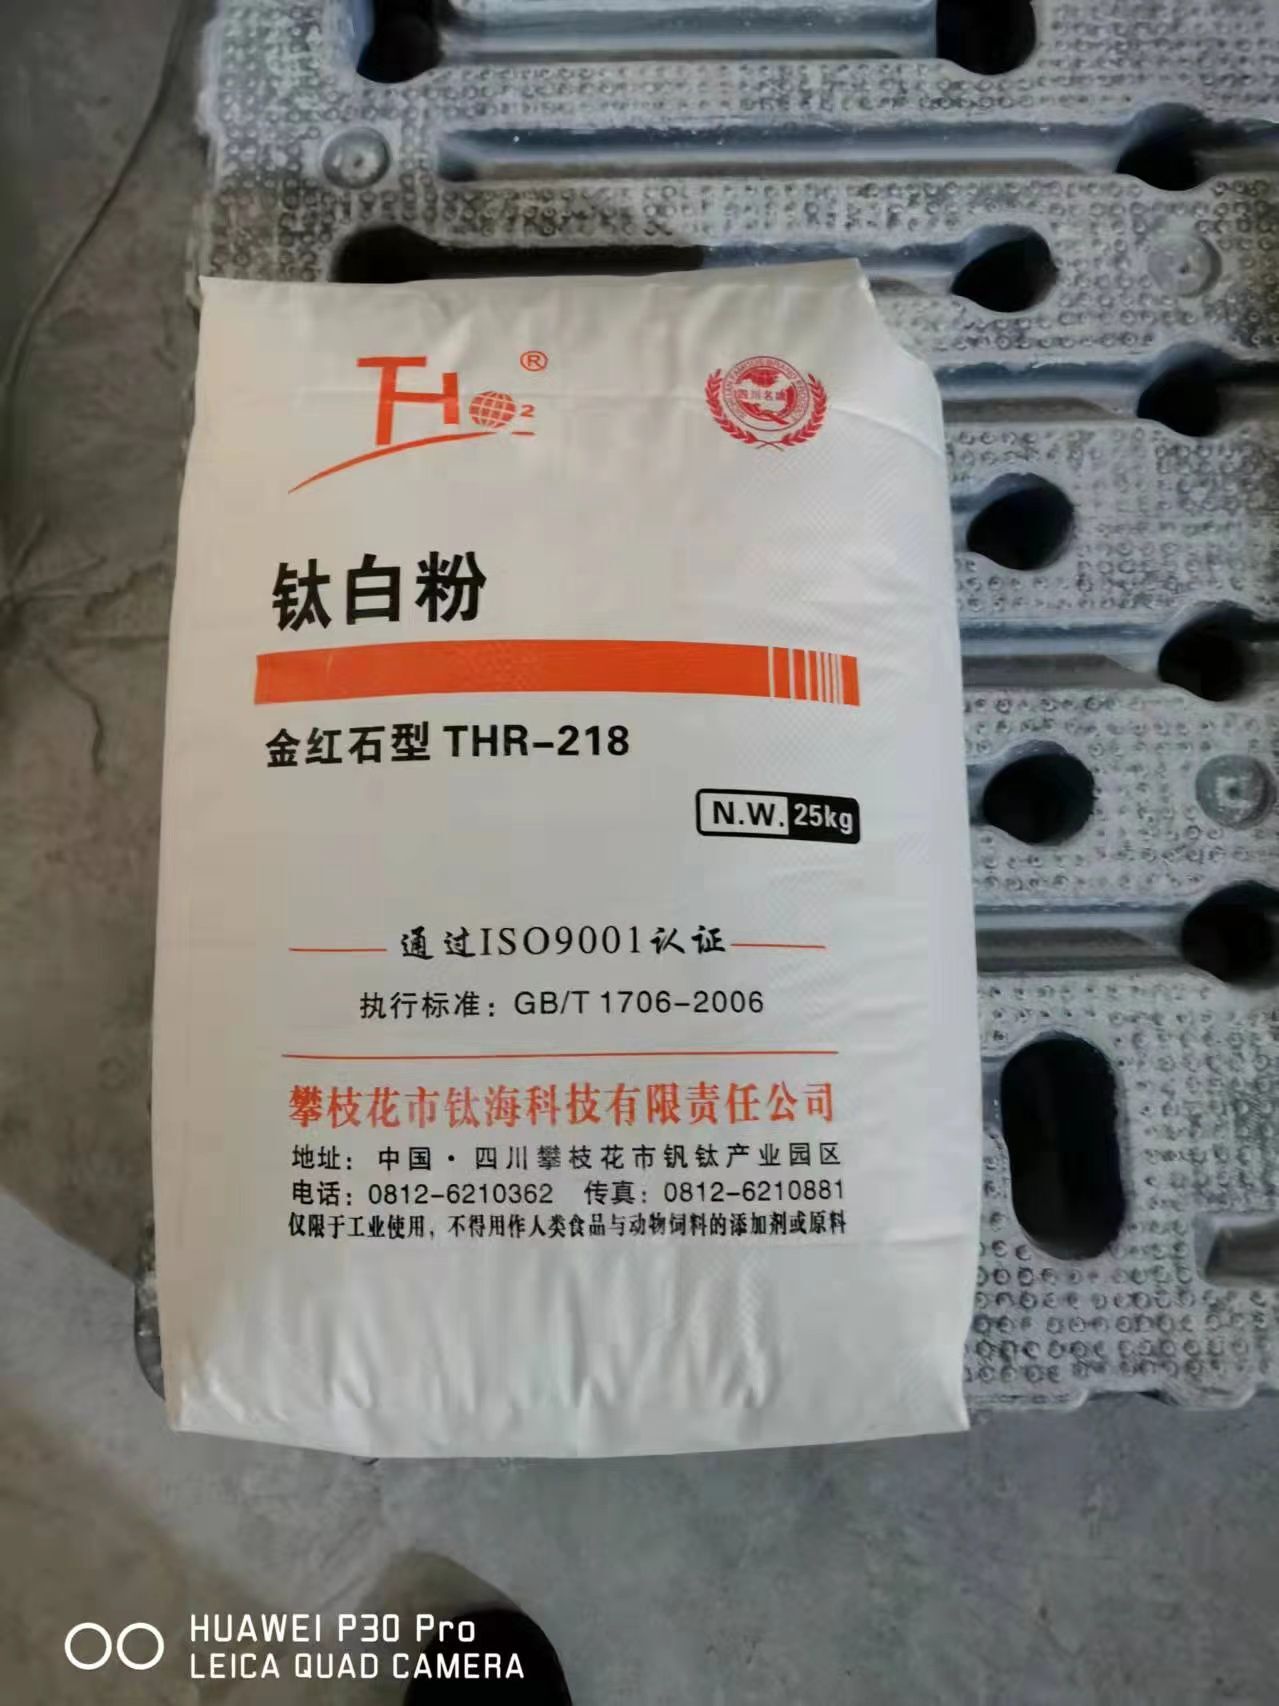 TH 2 ®
四川名牌
钛白粉
金红石型 THR-218
N.W. 25kg
通过ISO9001认证
执行标准：GB/T 1706-2006
攀枝花市钛海科技有限责任公司
地址：中国·四川攀枝花市钒钛产业园区
电话：0812-6210362 传真：0812-6210881
仅限于工业使用，不得用作人类食品与动物饲料的添加剂或原料
HUAWEI P30 Pro
LEICA QUAD CAMERA